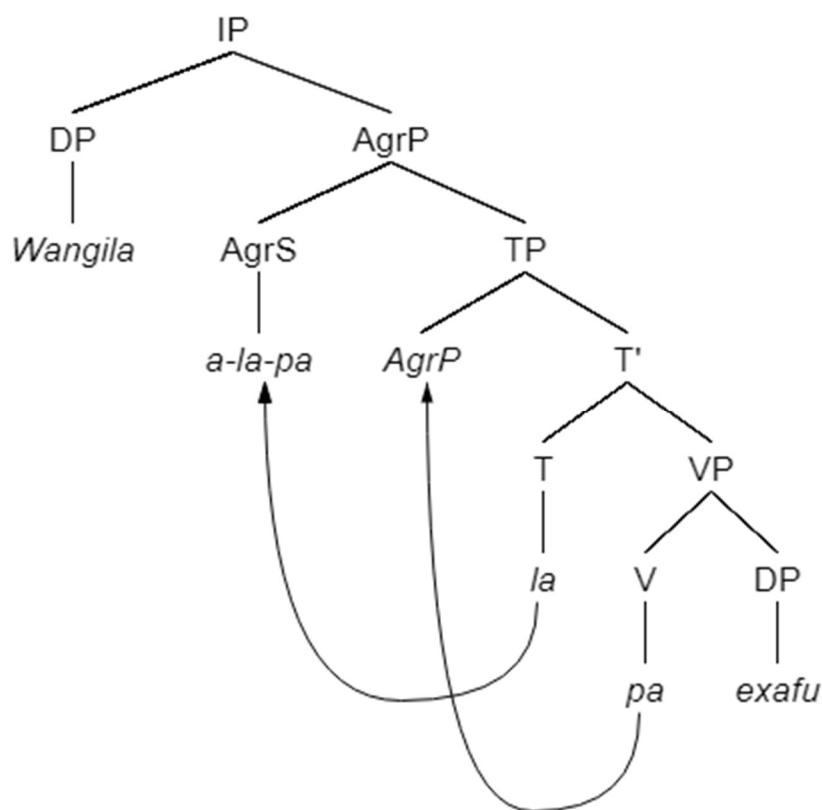 IP
DP AgrP
Wangila AgrS TP
a-la-pa AgrP T'
T VP
la V DP
pa exafu